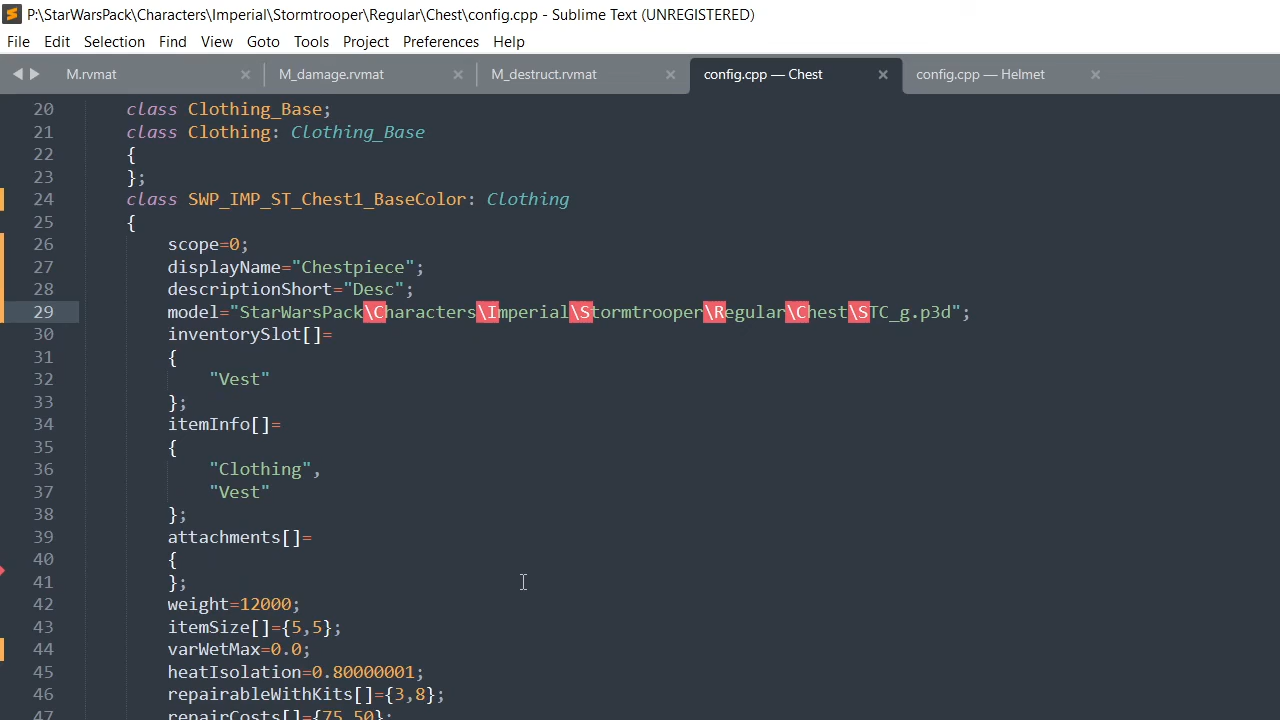 P:\StarWarsPack\Characters\Imperial\Stormtrooper\Regular\Chest\config.cpp - Sublime Text (UNREGISTERED)
File Edit Selection Find View Goto Tools Project Preferences Help
M.rvmat × M_damage.rvmat × M_destruct.rvmat × config.cpp — Chest × config.cpp — Helmet ×
20 class Clothing_Base;
21 class Clothing: Clothing_Base
22 {
23 };
24 class SWP_IMP_ST_Chest1_BaseColor: Clothing
25 {
26 scope=0;
27 displayName="Chestpiece";
28 descriptionShort="Desc";
29 model="StarWarsPack\Characters\Imperial\Stormtrooper\Regular\Chest\STC_g.p3d";
30 inventorySlot[]=
31 {
32 "Vest"
33 };
34 itemInfo[]=
35 {
36 "Clothing",
37 "Vest"
38 };
39 attachments[]=
40 {
41 };
42 weight=12000;
43 itemSize[]={5,5};
44 varWetMax=0.0;
45 heatIsolation=0.80000001;
46 repairableWithKits[]={3,8};
47 repairCosts[]={75,50};